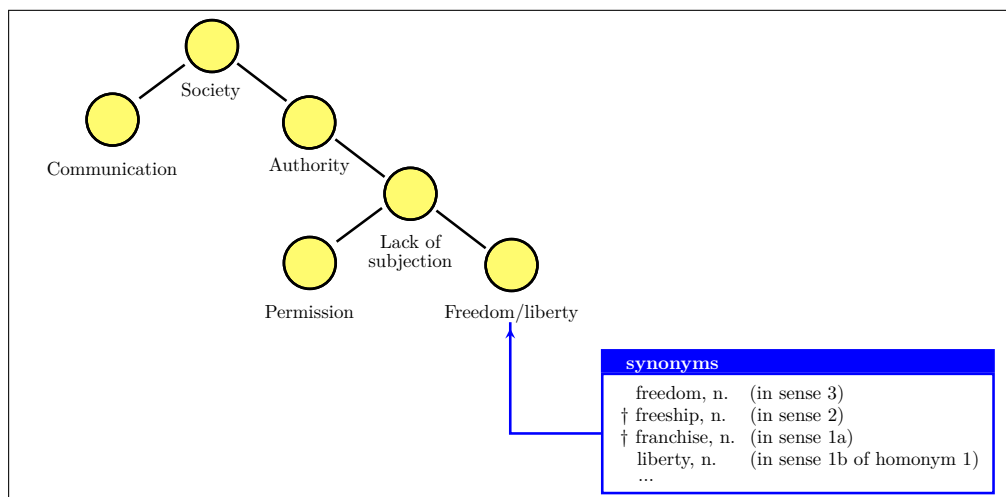 Society
Communication
Authority
Lack of
subjection
Permission
Freedom/liberty
synonyms
freedom, n. (in sense 3)
† freeship, n. (in sense 2)
† franchise, n. (in sense 1a)
liberty, n. (in sense 1b of homonym 1)
...